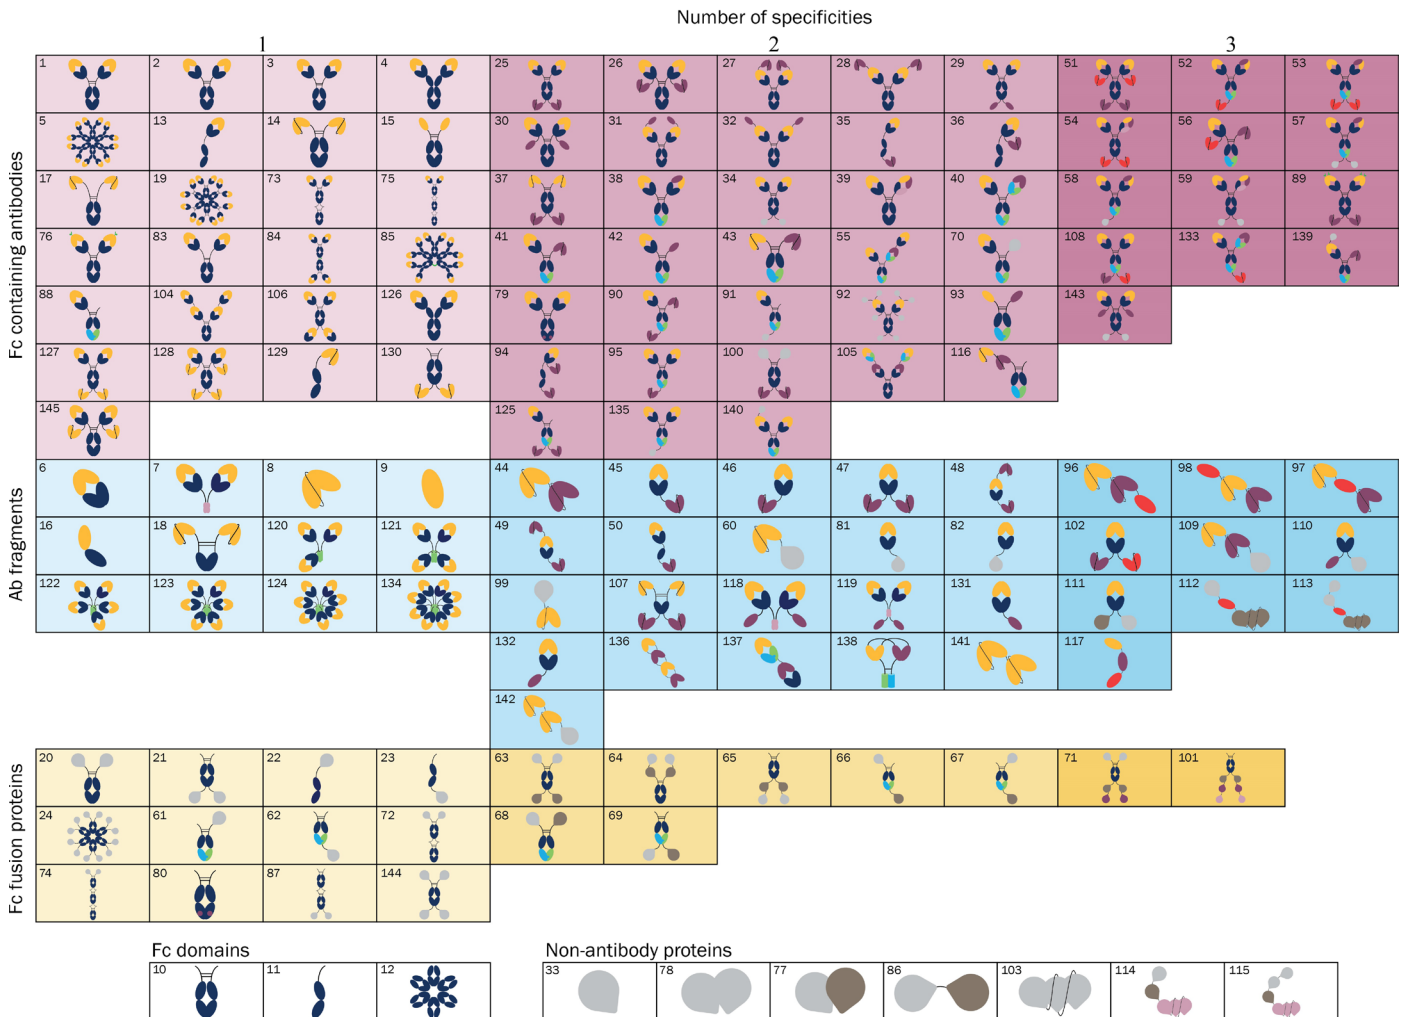 Number of specificities
1 2 3
Fc containing antibodies
1 2 3 4 25 26 27 28 29 51 52 53
5 13 14 15 30 31 32 35 36 54 56 57
17 19 73 75 37 38 34 39 40 58 59 89
76 83 84 85 41 42 43 55 70 108 133 139
88 104 106 126 79 90 91 92 93 143
127 128 129 130 94 95 100 105 116
145 125 135 140
Ab fragments
6 7 8 9 44 45 46 47 48 96 98 97
16 18 120 121 49 50 60 81 82 102 109 110
122 123 124 134 99 107 118 119 131 111 112 113
132 136 137 138 141 117
142
Fc fusion proteins
20 21 22 23 63 64 65 66 67 71 101
24 61 62 72 68 69
74 80 87 144
Fc domains Non-antibody proteins
10 11 12 33 78 77 86 103 114 115